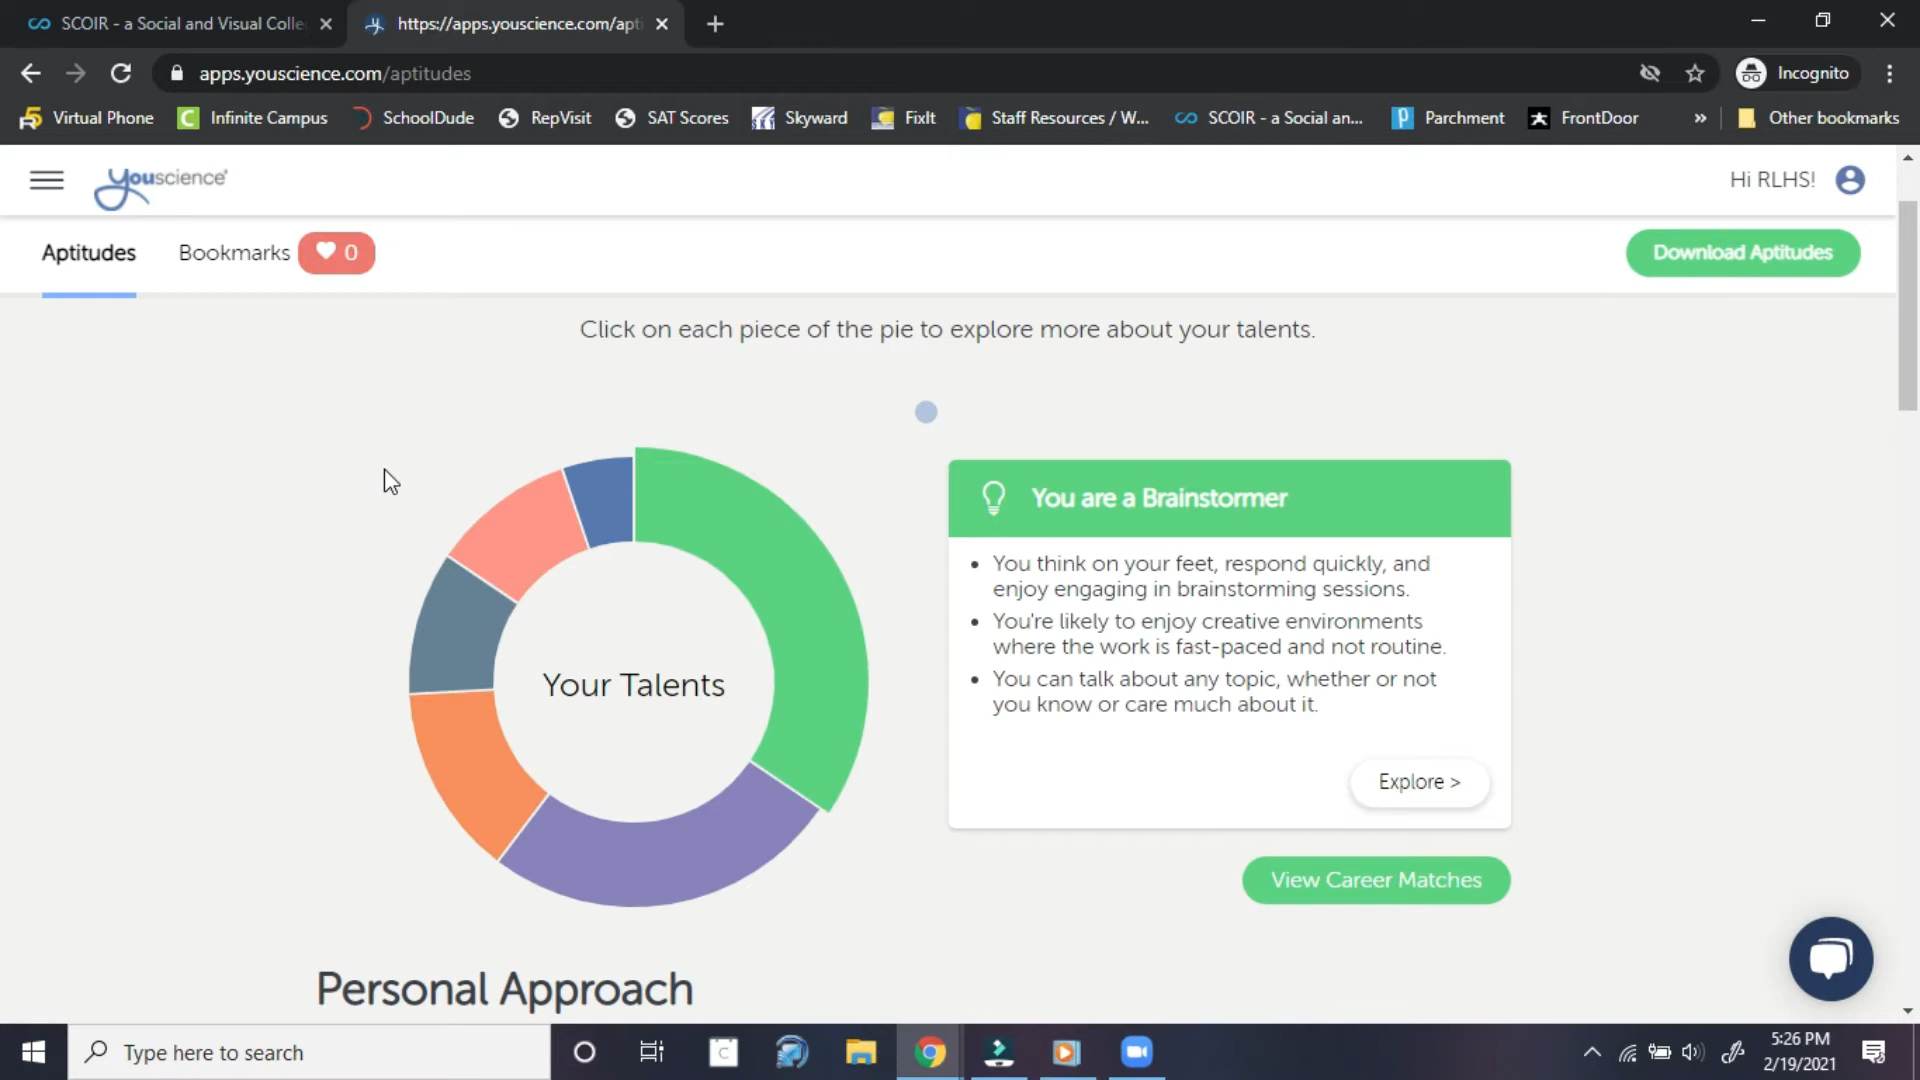 SCOIR - a Social and Visual Colle
https://apps.youscience.com/apti
apps.youscience.com/aptitudes
Incognito
Virtual Phone
Infinite Campus
SchoolDude
RepVisit
SAT Scores
Skyward
FixIt
Staff Resources / W...
SCOIR - a Social an...
Parchment
FrontDoor
»
Other bookmarks
youscience
Hi RLHS!
Aptitudes
Bookmarks
0
Download Aptitudes
Click on each piece of the pie to explore more about your talents.
Your Talents
You are a Brainstormer
• You think on your feet, respond quickly, and
enjoy engaging in brainstorming sessions.
• You're likely to enjoy creative environments
where the work is fast-paced and not routine.
• You can talk about any topic, whether or not
you know or care much about it.
Explore >
View Career Matches
Personal Approach
Type here to search
5:26 PM
2/19/2021